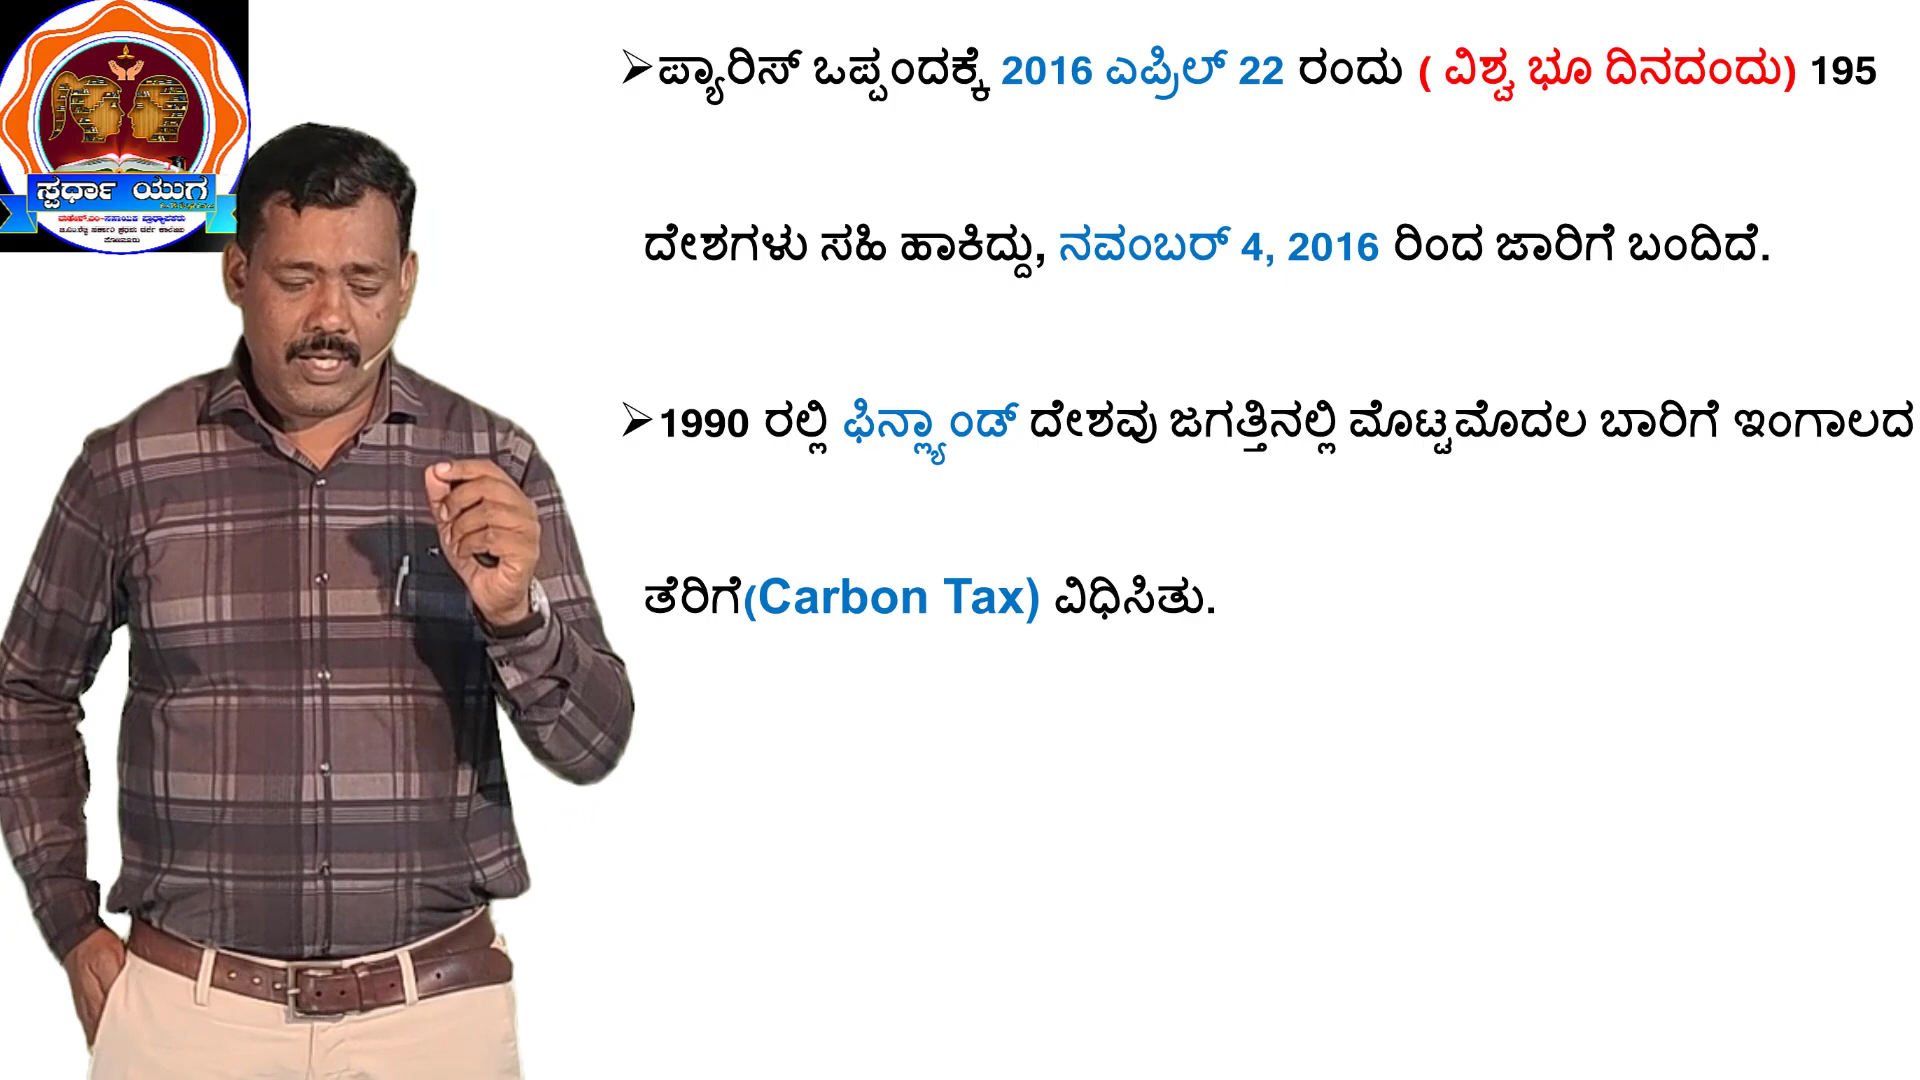 ಸ್ಪರ್ಧಾ ಯುಗ
➢ಪ್ಯಾರಿಸ್ ಒಪ್ಪಂದಕ್ಕೆ 2016 ಎಪ್ರಿಲ್ 22 ರಂದು ( ವಿಶ್ವ ಭೂ ದಿನದಂದು) 195
ದೇಶಗಳು ಸಹಿ ಹಾಕಿದ್ದು, ನವಂಬರ್ 4, 2016 ರಿಂದ ಜಾರಿಗೆ ಬಂದಿದೆ.
➢1990 ರಲ್ಲಿ ಫಿನ್ಲ್ಯಾಂಡ್ ದೇಶವು ಜಗತ್ತಿನಲ್ಲಿ ಮೊಟ್ಟಮೊದಲ ಬಾರಿಗೆ ಇಂಗಾಲದ
ತೆರಿಗೆ(Carbon Tax) ವಿಧಿಸಿತು.